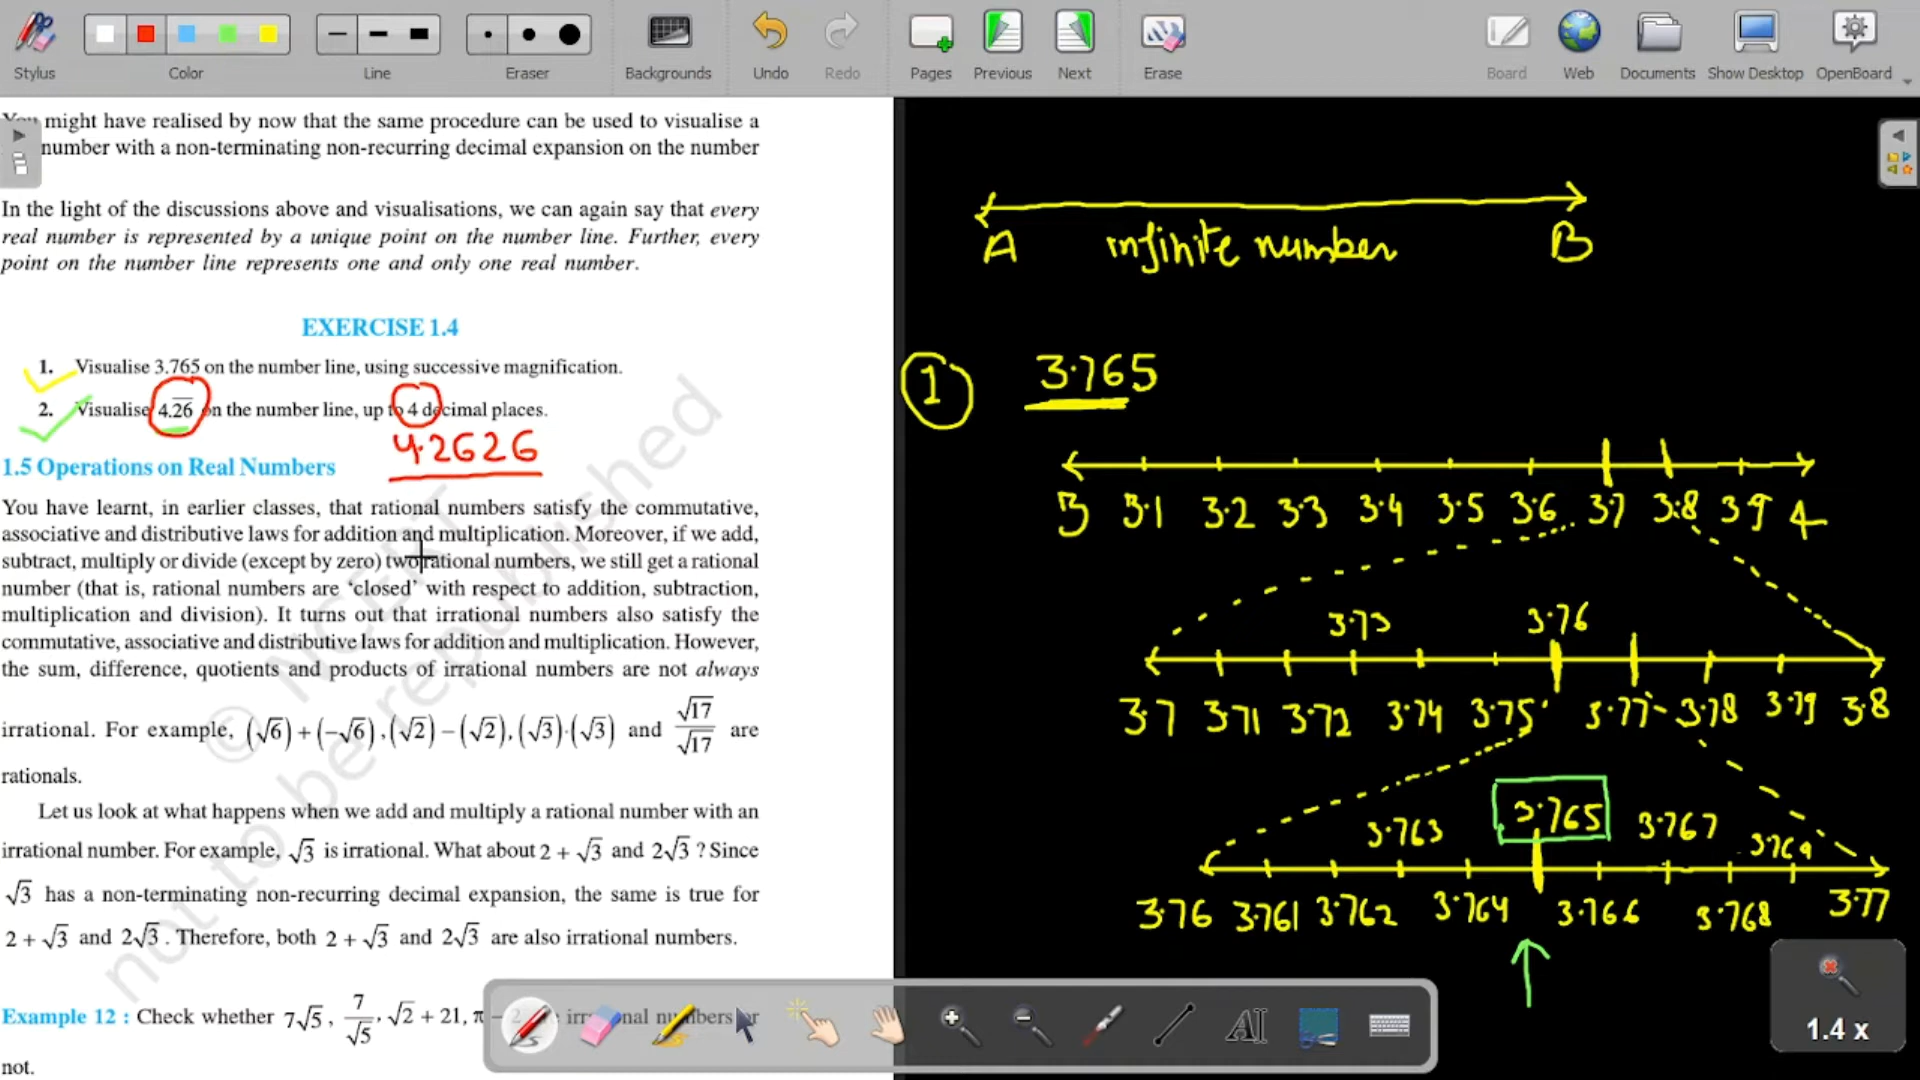 Stylus
Color
Line
Eraser
Backgrounds
Undo
Redo
Pages
Previous
Next
Erase
Board
Web
Documents
Show Desktop
OpenBoard
might have realised by now that the same procedure can be used to visualise a
number with a non-terminating non-recurring decimal expansion on the number
In the light of the discussions above and visualisations, we can again say that every
real number is represented by a unique point on the number line. Further, every
point on the number line represents one and only one real number.
EXERCISE 1.4
1. Visualise 3.765 on the number line, using successive magnification.
2. Visualise 4.2̅6̅ on the number line, up to 4 decimal places.
4.2626
1.5 Operations on Real Numbers
You have learnt, in earlier classes, that rational numbers satisfy the commutative,
associative and distributive laws for addition and multiplication. Moreover, if we add,
subtract, multiply or divide (except by zero) two rational numbers, we still get a rational
number (that is, rational numbers are ‘closed’ with respect to addition, subtraction,
multiplication and division). It turns out that irrational numbers also satisfy the
commutative, associative and distributive laws for addition and multiplication. However,
the sum, difference, quotients and products of irrational numbers are not always
irrational. For example, (√6) + (−√6), (√2) − (√2), (√3)·(√3) and √17/√17 are
rationals.
Let us look at what happens when we add and multiply a rational number with an
irrational number. For example, √3 is irrational. What about 2 + √3 and 2√3 ? Since
√3 has a non-terminating non-recurring decimal expansion, the same is true for
2 + √3 and 2√3. Therefore, both 2 + √3 and 2√3 are also irrational numbers.
Example 12 : Check whether 7√5, 7/√5, √2 + 21, π numbers or
not.
© NCERT
not to be republished
A infinite number B
1 3.765
3 3.1 3.2 3.3 3.4 3.5 3.6 3.7 3.8 3.9 4
3.73 3.76
3.7 3.71 3.72 3.74 3.75 3.77 3.78 3.79 3.8
3.763 3.765 3.767 3.769
3.76 3.761 3.762 3.764 3.766 3.768 3.77
AI
1.4 x